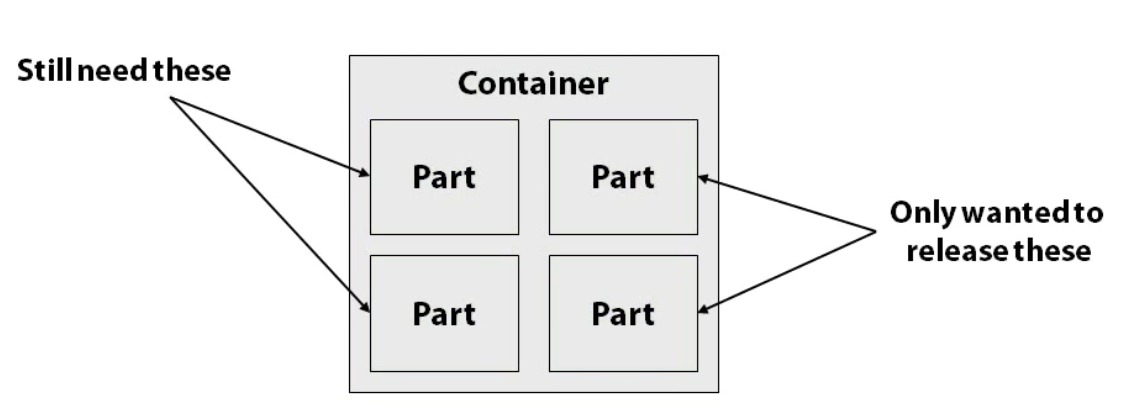 Still need these
Container
Part
Part
Part
Part
Only wanted to
release these